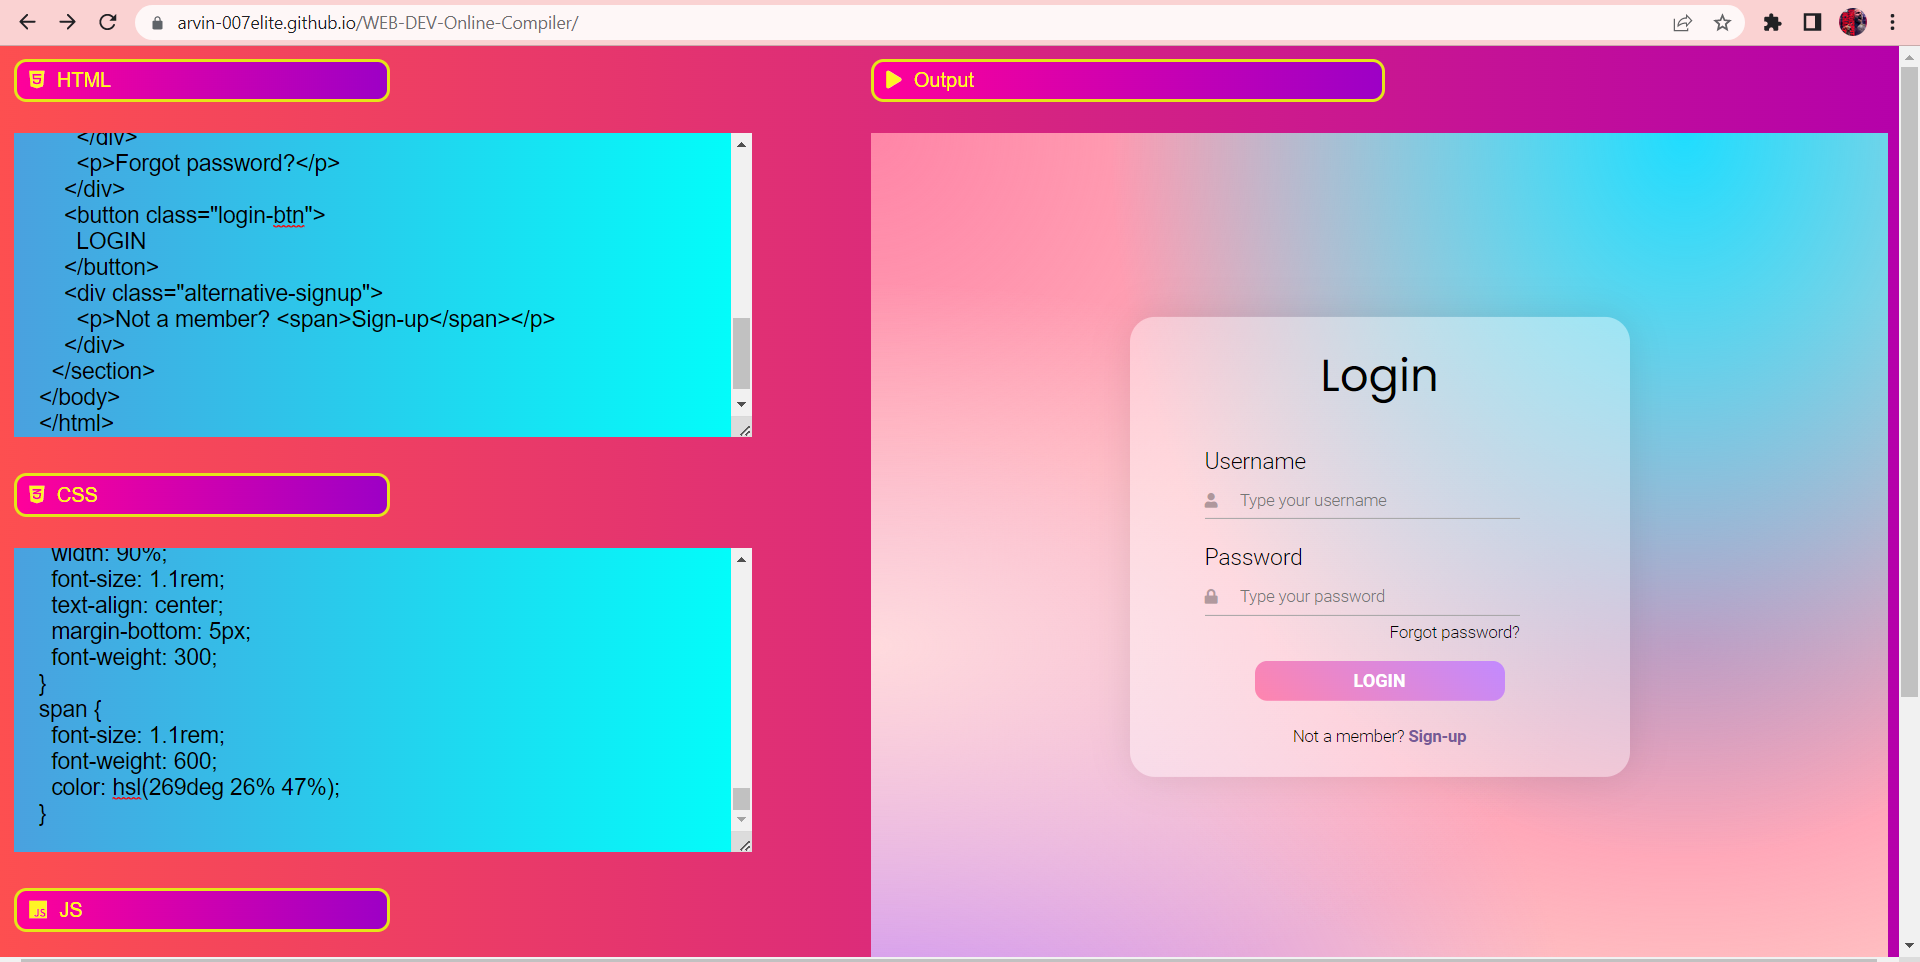 arvin-007elite.github.io/WEB-DEV-Online-Compiler/
HTML
</div>
<p>Forgot password?</p>
</div>
<button class="login-btn">
LOGIN
</button>
<div class="alternative-signup">
<p>Not a member? <span>Sign-up</span></p>
</div>
</section>
</body>
</html>
CSS
width: 90%;
font-size: 1.1rem;
text-align: center;
margin-bottom: 5px;
font-weight: 300;
}
span {
font-size: 1.1rem;
font-weight: 600;
color: hsl(269deg 26% 47%);
}
JS
JS
Output
Login
Username
Type your username
Password
Type your password
Forgot password?
LOGIN
Not a member? Sign-up